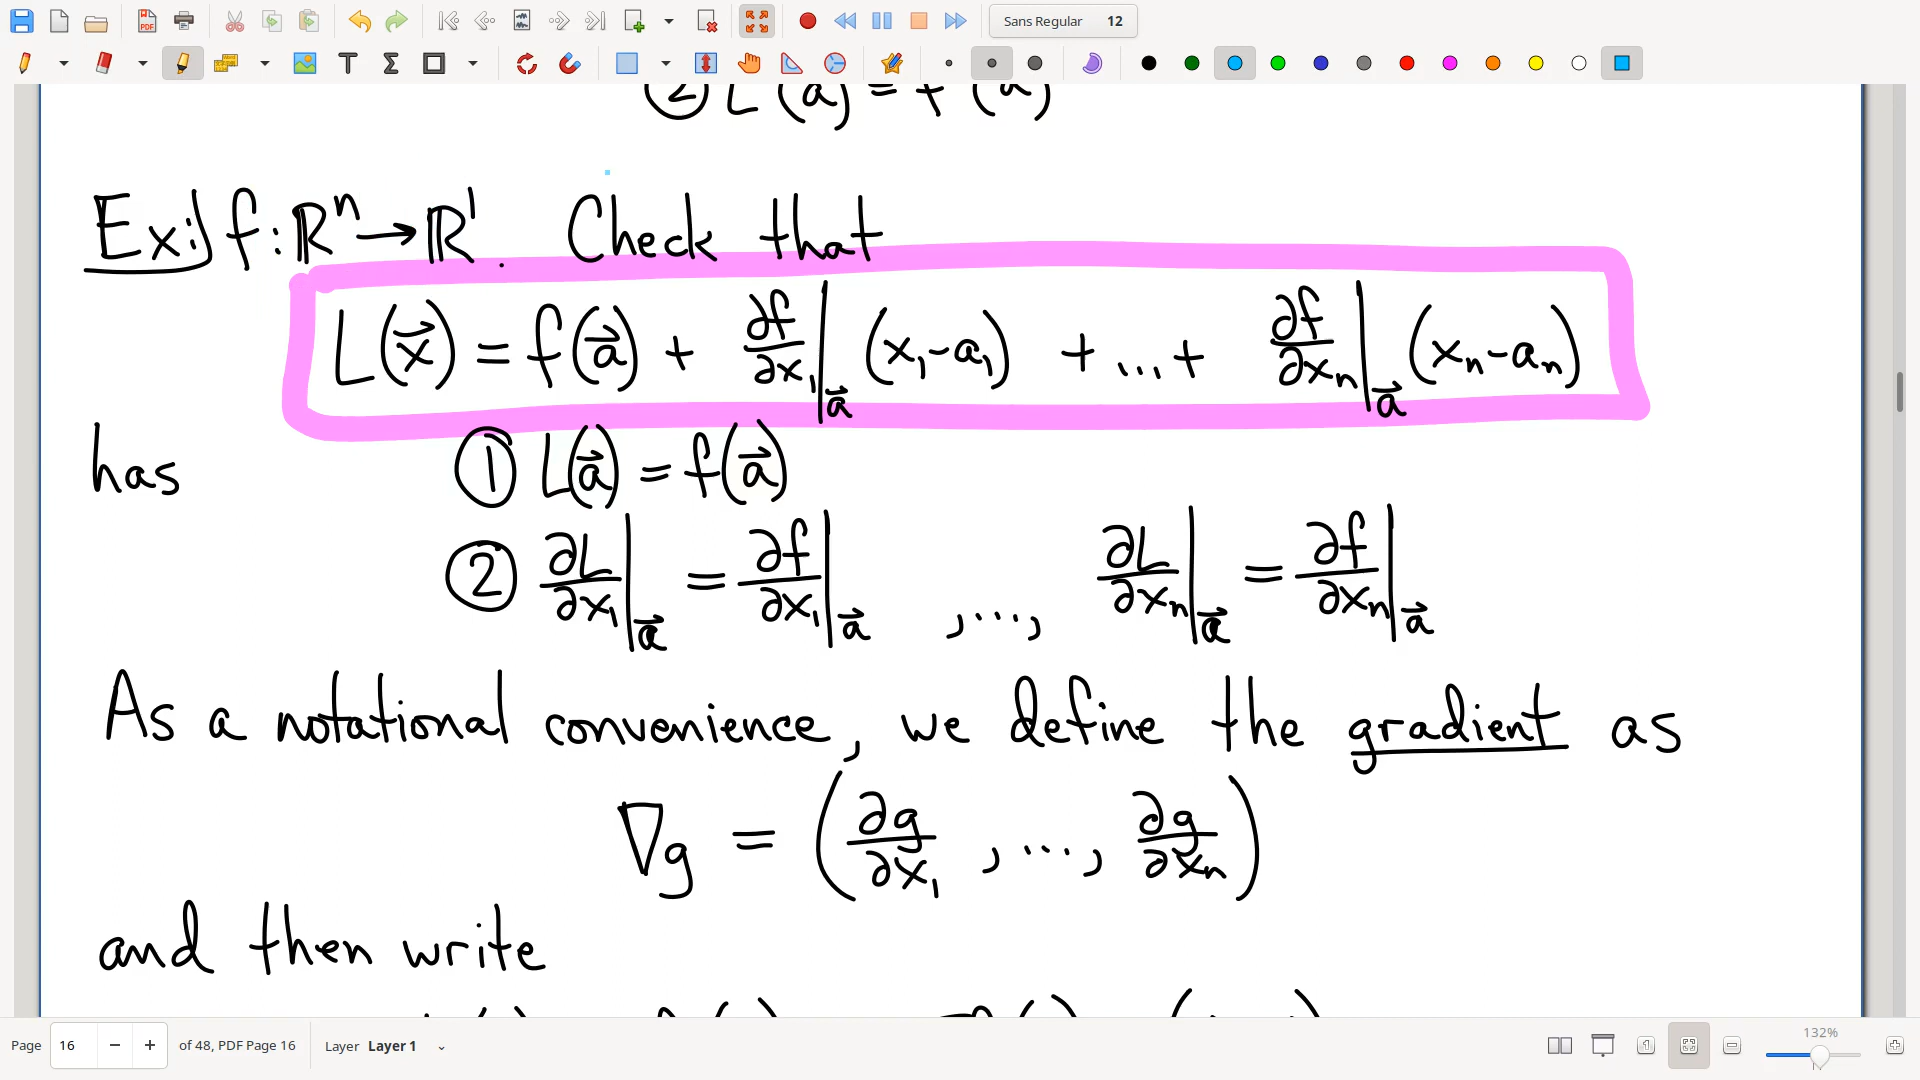 Sans Regular 12
② L'(a) = f'(a)
Ex: f: ℝⁿ → ℝ¹. Check that
L(x⃗) = f(a⃗) + ∂f/∂x₁|a⃗ (x₁-a₁) + ... + ∂f/∂xₙ|a⃗ (xₙ-aₙ)
has ① L(a⃗) = f(a⃗)
② ∂L/∂x₁|a⃗ = ∂f/∂x₁|a⃗ , ..., ∂L/∂xₙ|a⃗ = ∂f/∂xₙ|a⃗
As a notational convenience, we define the gradient as
∇g = (∂g/∂x₁ , ..., ∂g/∂xₙ)
and then write
Page 16 of 48, PDF Page 16 Layer Layer 1 132%